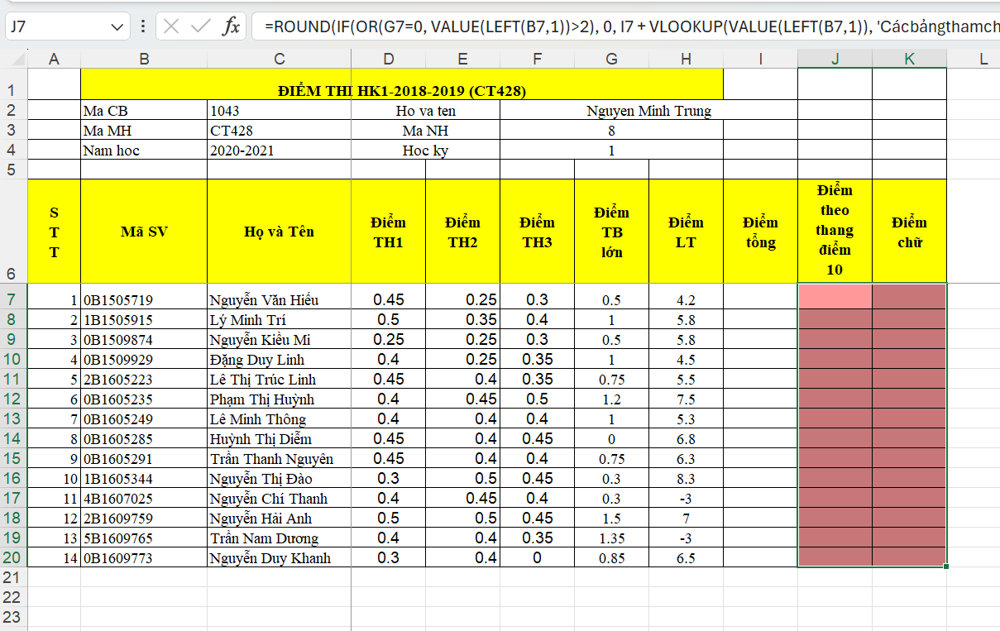 J7 fx =ROUND(IF(OR(G7=0, VALUE(LEFT(B7,1))>2), 0, I7 + VLOOKUP(VALUE(LEFT(B7,1)), 'Cácbảngthamch
A B C D E F G H I J K L
1 ĐIỂM THI HK1-2018-2019 (CT428)
2 Ma CB 1043 Ho va ten Nguyen Minh Trung
3 Ma MH CT428 Ma NH 8
4 Nam hoc 2020-2021 Hoc ky 1
5
6 S T T Mã SV Họ và Tên Điểm TH1 Điểm TH2 Điểm TH3 Điểm TB lớn Điểm LT Điểm tổng Điểm theo thang điểm 10 Điểm chữ
7 1 0B1505719 Nguyễn Văn Hiếu 0.45 0.25 0.3 0.5 4.2
8 2 1B1505915 Lý Minh Trí 0.5 0.35 0.4 1 5.8
9 3 0B1509874 Nguyễn Kiều Mi 0.25 0.25 0.3 0.5 5.8
10 4 0B1509929 Đặng Duy Linh 0.4 0.25 0.35 1 4.5
11 5 2B1605223 Lê Thị Trúc Linh 0.45 0.4 0.35 0.75 5.5
12 6 0B1605235 Phạm Thị Huỳnh 0.4 0.45 0.5 1.2 7.5
13 7 0B1605249 Lê Minh Thông 0.4 0.4 0.4 1 5.3
14 8 0B1605285 Huỳnh Thị Diễm 0.45 0.4 0.45 0 6.8
15 9 0B1605291 Trần Thanh Nguyên 0.45 0.4 0.4 0.75 6.3
16 10 1B1605344 Nguyễn Thị Đào 0.3 0.5 0.45 0.3 8.3
17 11 4B1607025 Nguyễn Chí Thanh 0.4 0.45 0.4 0.3 -3
18 12 2B1609759 Nguyễn Hải Anh 0.5 0.5 0.45 1.5 7
19 13 5B1609765 Trần Nam Dương 0.4 0.4 0.35 1.35 -3
20 14 0B1609773 Nguyễn Duy Khanh 0.3 0.4 0 0.85 6.5
21
22
23